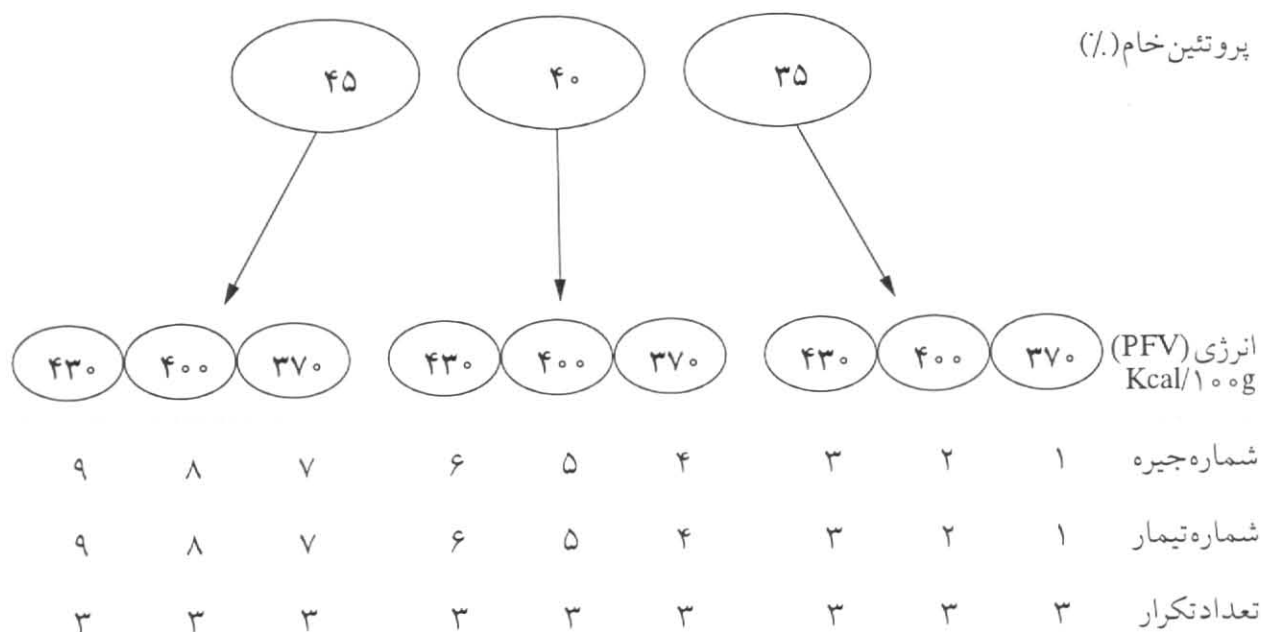 پروتئین خام (٪) ۳۵ ۴۰ ۴۵
انرژی (PFV) ۳۷۰ ۴۰۰ ۴۳۰ ۳۷۰ ۴۰۰ ۴۳۰ ۳۷۰ ۴۰۰ ۴۳۰
Kcal/۱۰۰g
شماره جیره ۱ ۲ ۳ ۴ ۵ ۶ ۷ ۸ ۹
شماره تیمار ۱ ۲ ۳ ۴ ۵ ۶ ۷ ۸ ۹
تعداد تکرار ۳ ۳ ۳ ۳ ۳ ۳ ۳ ۳ ۳